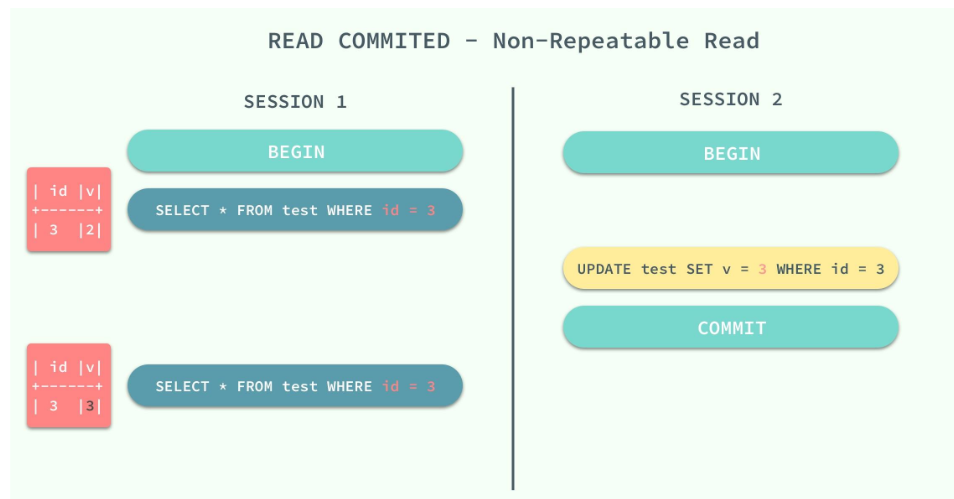 READ COMMITED - Non-Repeatable Read
SESSION 1
BEGIN
| id |v|
+------+
| 3  |2|
SELECT * FROM test WHERE id = 3
| id |v|
+------+
| 3  |3|
SELECT * FROM test WHERE id = 3
SESSION 2
BEGIN
UPDATE test SET v = 3 WHERE id = 3
COMMIT